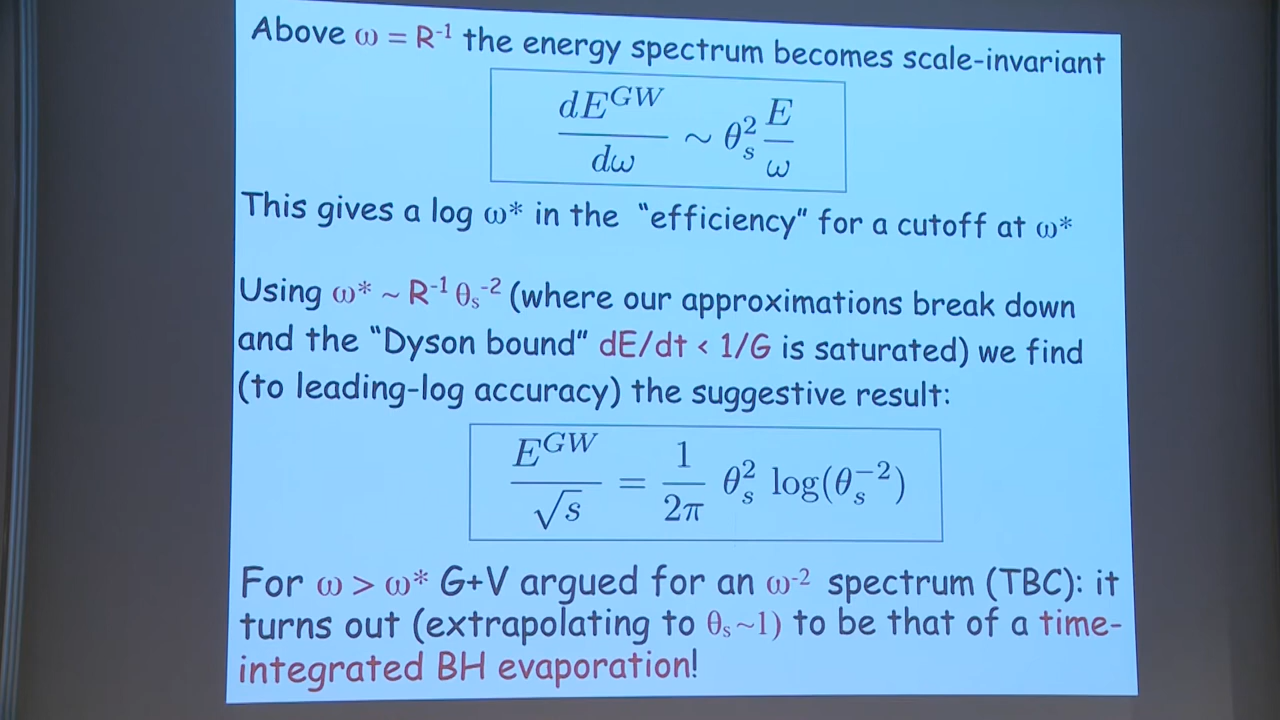 Above ω = R⁻¹ the energy spectrum becomes scale-invariant
dE^{GW}/dω ~ θ_s² E/ω
This gives a log ω* in the "efficiency" for a cutoff at ω*
Using ω* ~ R⁻¹ θ_s⁻² (where our approximations break down
and the "Dyson bound" dE/dt < 1/G is saturated) we find
(to leading-log accuracy) the suggestive result:
E^{GW}/√s = 1/2π θ_s² log(θ_s⁻²)
For ω > ω* G+V argued for an ω⁻² spectrum (TBC): it
turns out (extrapolating to θ_s ~1) to be that of a time-
integrated BH evaporation!